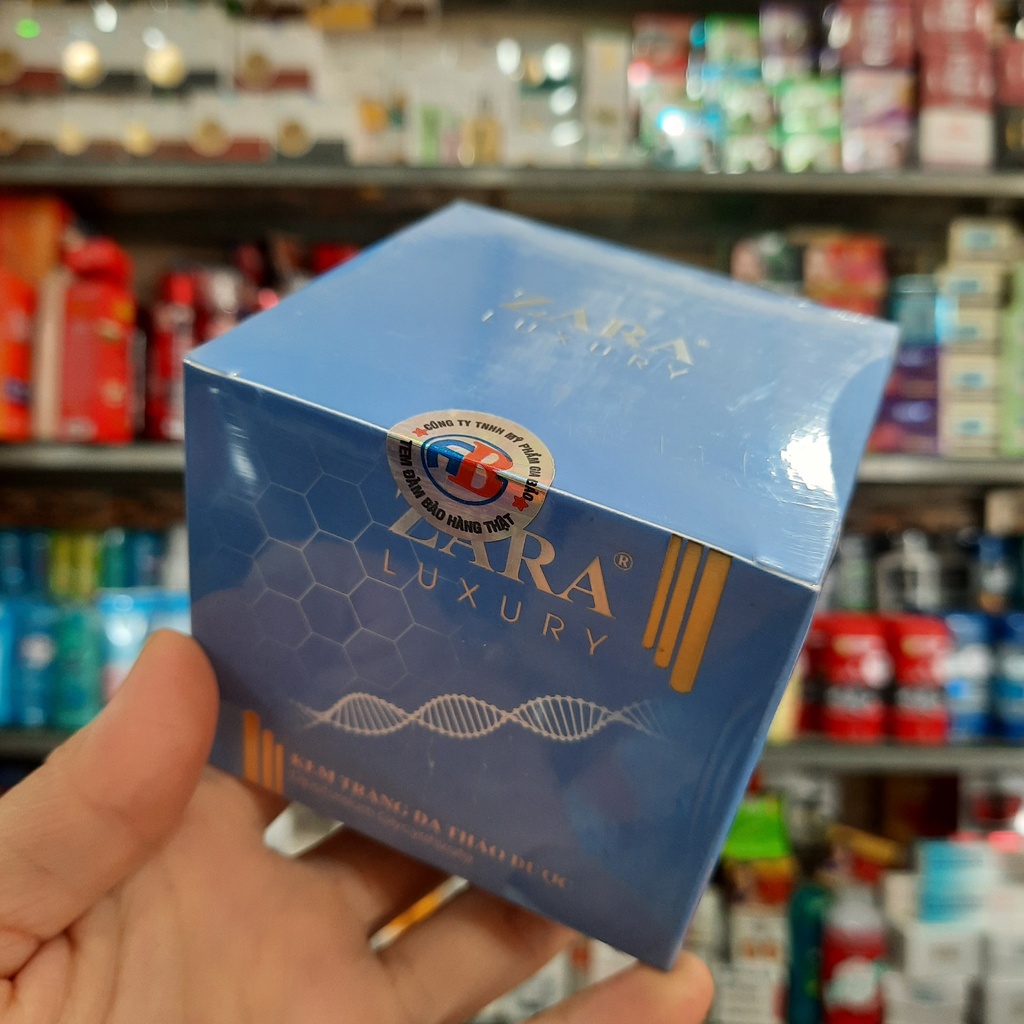 ZARA®
LUXURY
CÔNG TY TNHH MỸ PHẨM GIA BẢO
GB
TEM ĐẢM BẢO HÀNG THẬT
ZARA®
LUXURY
KEM TRẮNG DA THẢO DƯỢC